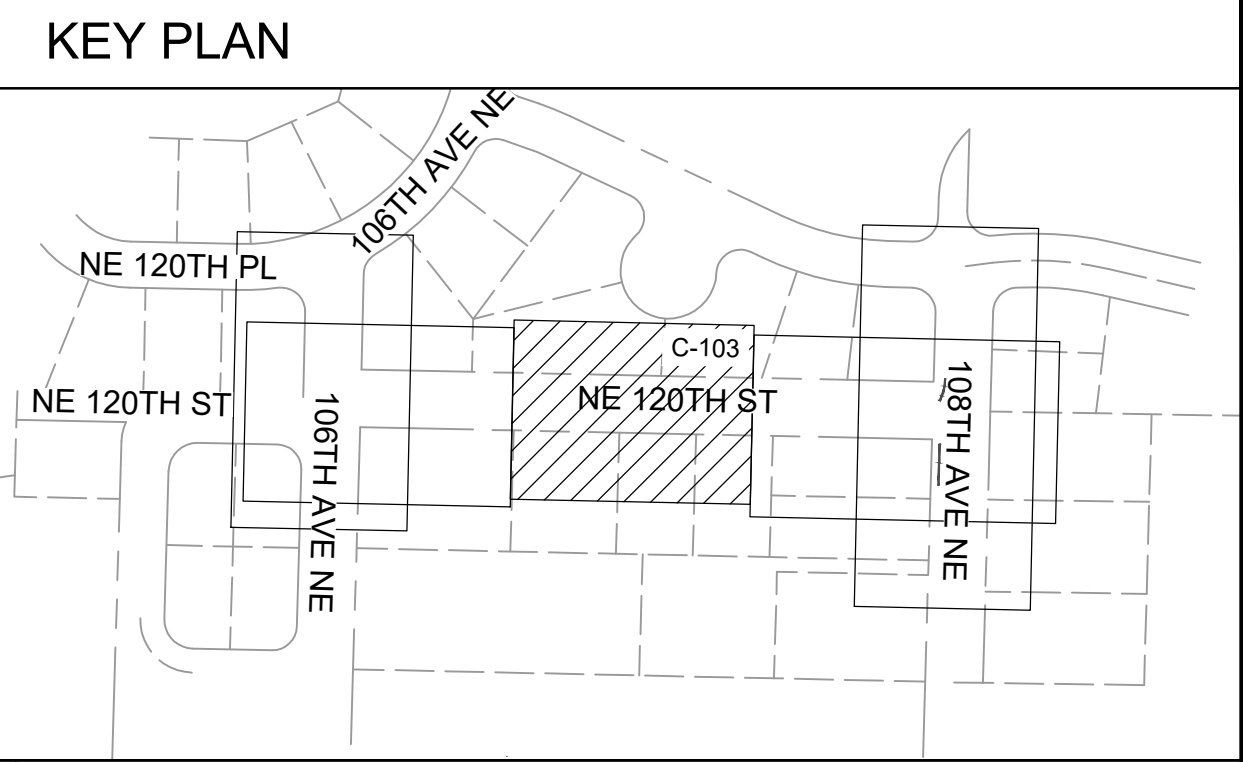 KEY PLAN
106TH AVE NE
NE 120TH PL
C-103
NE 120TH ST
NE 120TH ST
106TH AVE NE
108TH AVE NE